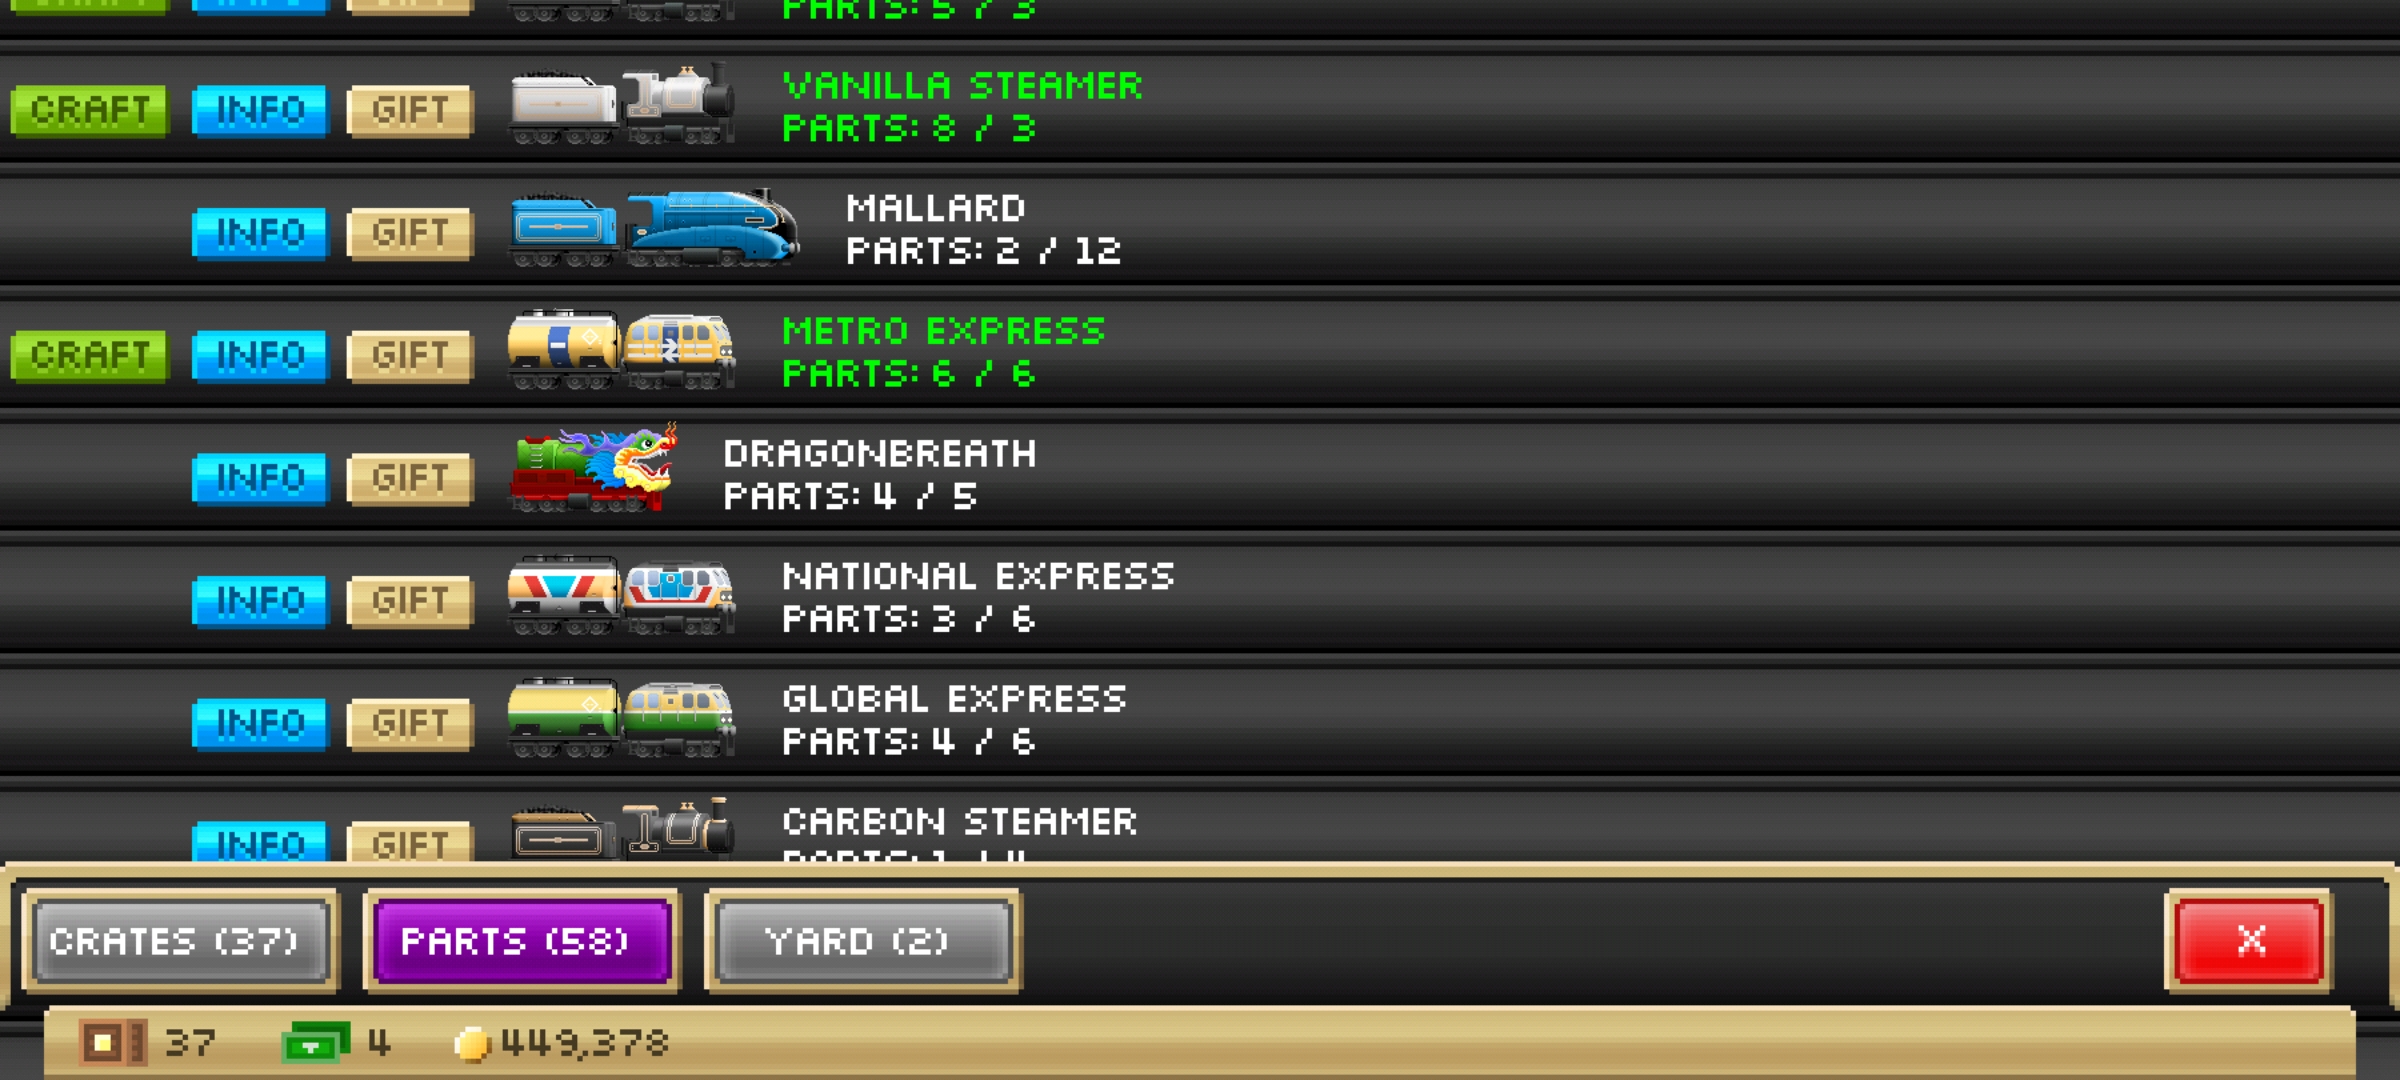 PARTS: 5 / 3
CRAFT INFO GIFT VANILLA STEAMER
PARTS: 8 / 3
INFO GIFT MALLARD
PARTS: 2 / 12
CRAFT INFO GIFT METRO EXPRESS
PARTS: 6 / 6
INFO GIFT DRAGONBREATH
PARTS: 4 / 5
INFO GIFT NATIONAL EXPRESS
PARTS: 3 / 6
INFO GIFT GLOBAL EXPRESS
PARTS: 4 / 6
INFO GIFT CARBON STEAMER
CRATES (37) PARTS (58) YARD (2) X
37 4 449,378